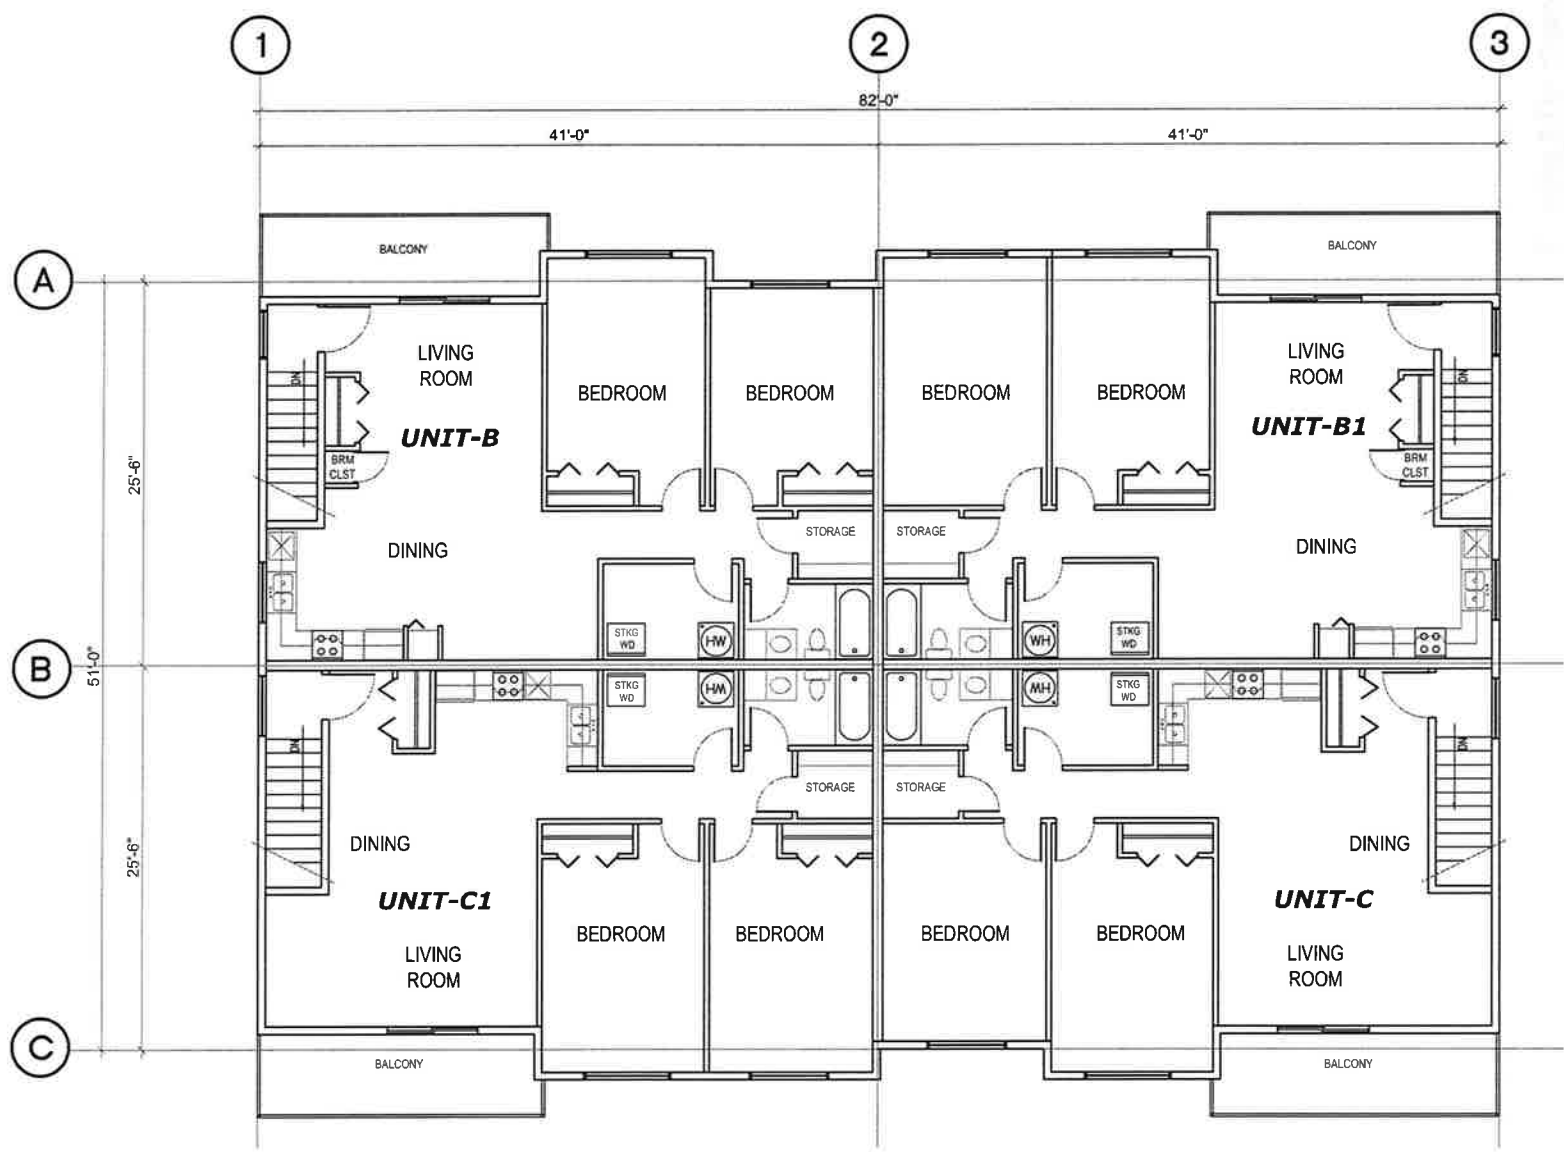 1
2
3
82'-0"
41'-0"
41'-0"
BALCONY
BALCONY
A
LIVING
ROOM
BEDROOM
BEDROOM
BEDROOM
BEDROOM
LIVING
ROOM
DN
DN
UNIT-B
UNIT-B1
BRM
CLST
BRM
CLST
25'-6"
DINING
STORAGE
STORAGE
DINING
STKG
WD
HW
WH
STKG
WD
B
51'-0"
STKG
WD
HW
WH
STKG
WD
DN
DN
STORAGE
STORAGE
25'-6"
DINING
DINING
UNIT-C1
UNIT-C
BEDROOM
BEDROOM
BEDROOM
BEDROOM
LIVING
ROOM
LIVING
ROOM
C
BALCONY
BALCONY